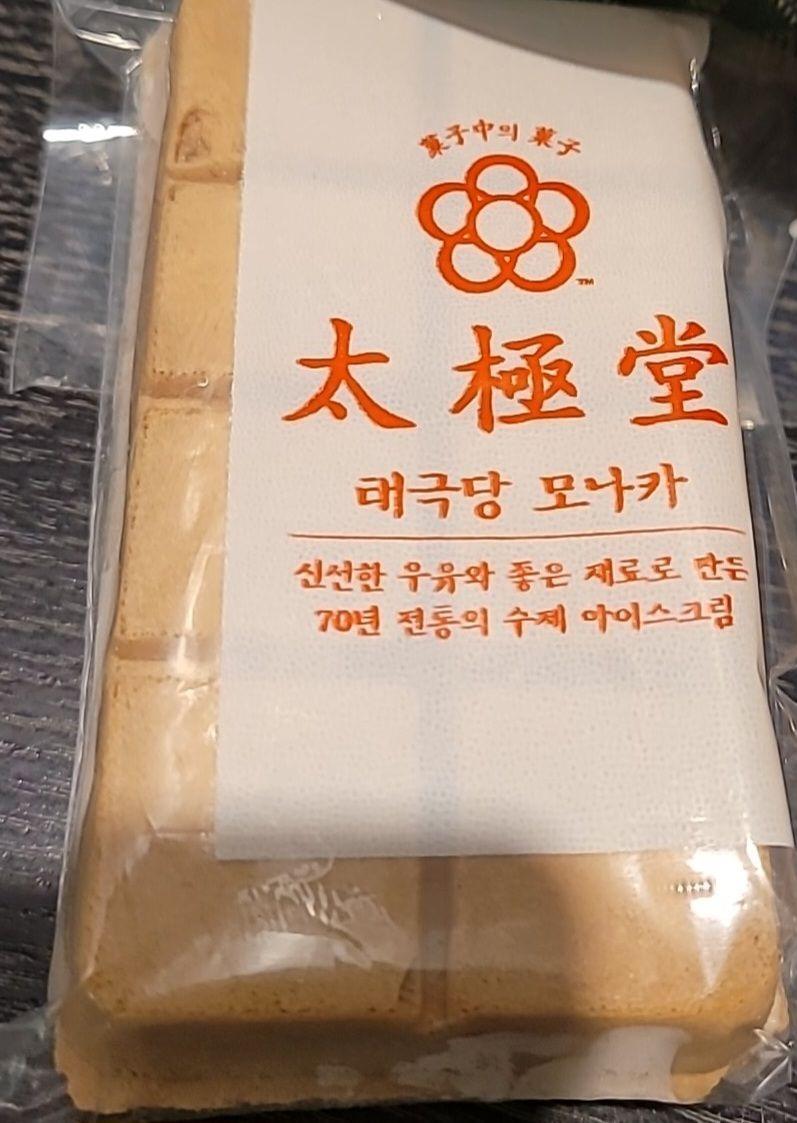 菓子中의 菓子
TM
太極堂
태극당 모나카
신선한 우유와 좋은 재료로 만든
70년 전통의 수제 아이스크림